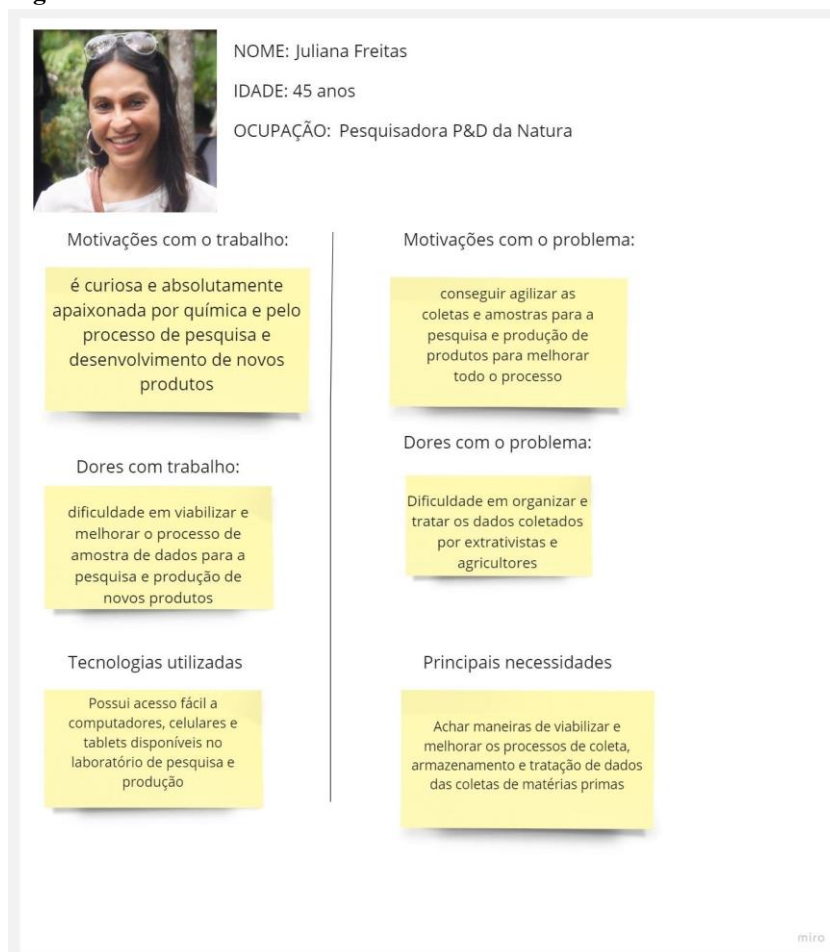 NOME: Juliana Freitas
IDADE: 45 anos
OCUPAÇÃO: Pesquisadora P&D da Natura
Motivações com o trabalho:
é curiosa e absolutamente
apaixonada por química e pelo
processo de pesquisa e
desenvolvimento de novos
produtos
Dores com trabalho:
dificuldade em viabilizar e
melhorar o processo de
amostra de dados para a
pesquisa e produção de
novos produtos
Tecnologias utilizadas
Possui acesso fácil a
computadores, celulares e
tablets disponíveis no
laboratório de pesquisa e
produção
Motivações com o problema:
conseguir agilizar as
coletas e amostras para a
pesquisa e produção de
produtos para melhorar
todo o processo
Dores com o problema:
Dificuldade em organizar e
tratar os dados coletados
por extrativistas e
agricultores
Principais necessidades
Achar maneiras de viabilizar e
melhorar os processos de coleta,
armazenamento e tratação de dados
das coletas de matérias primas
miro